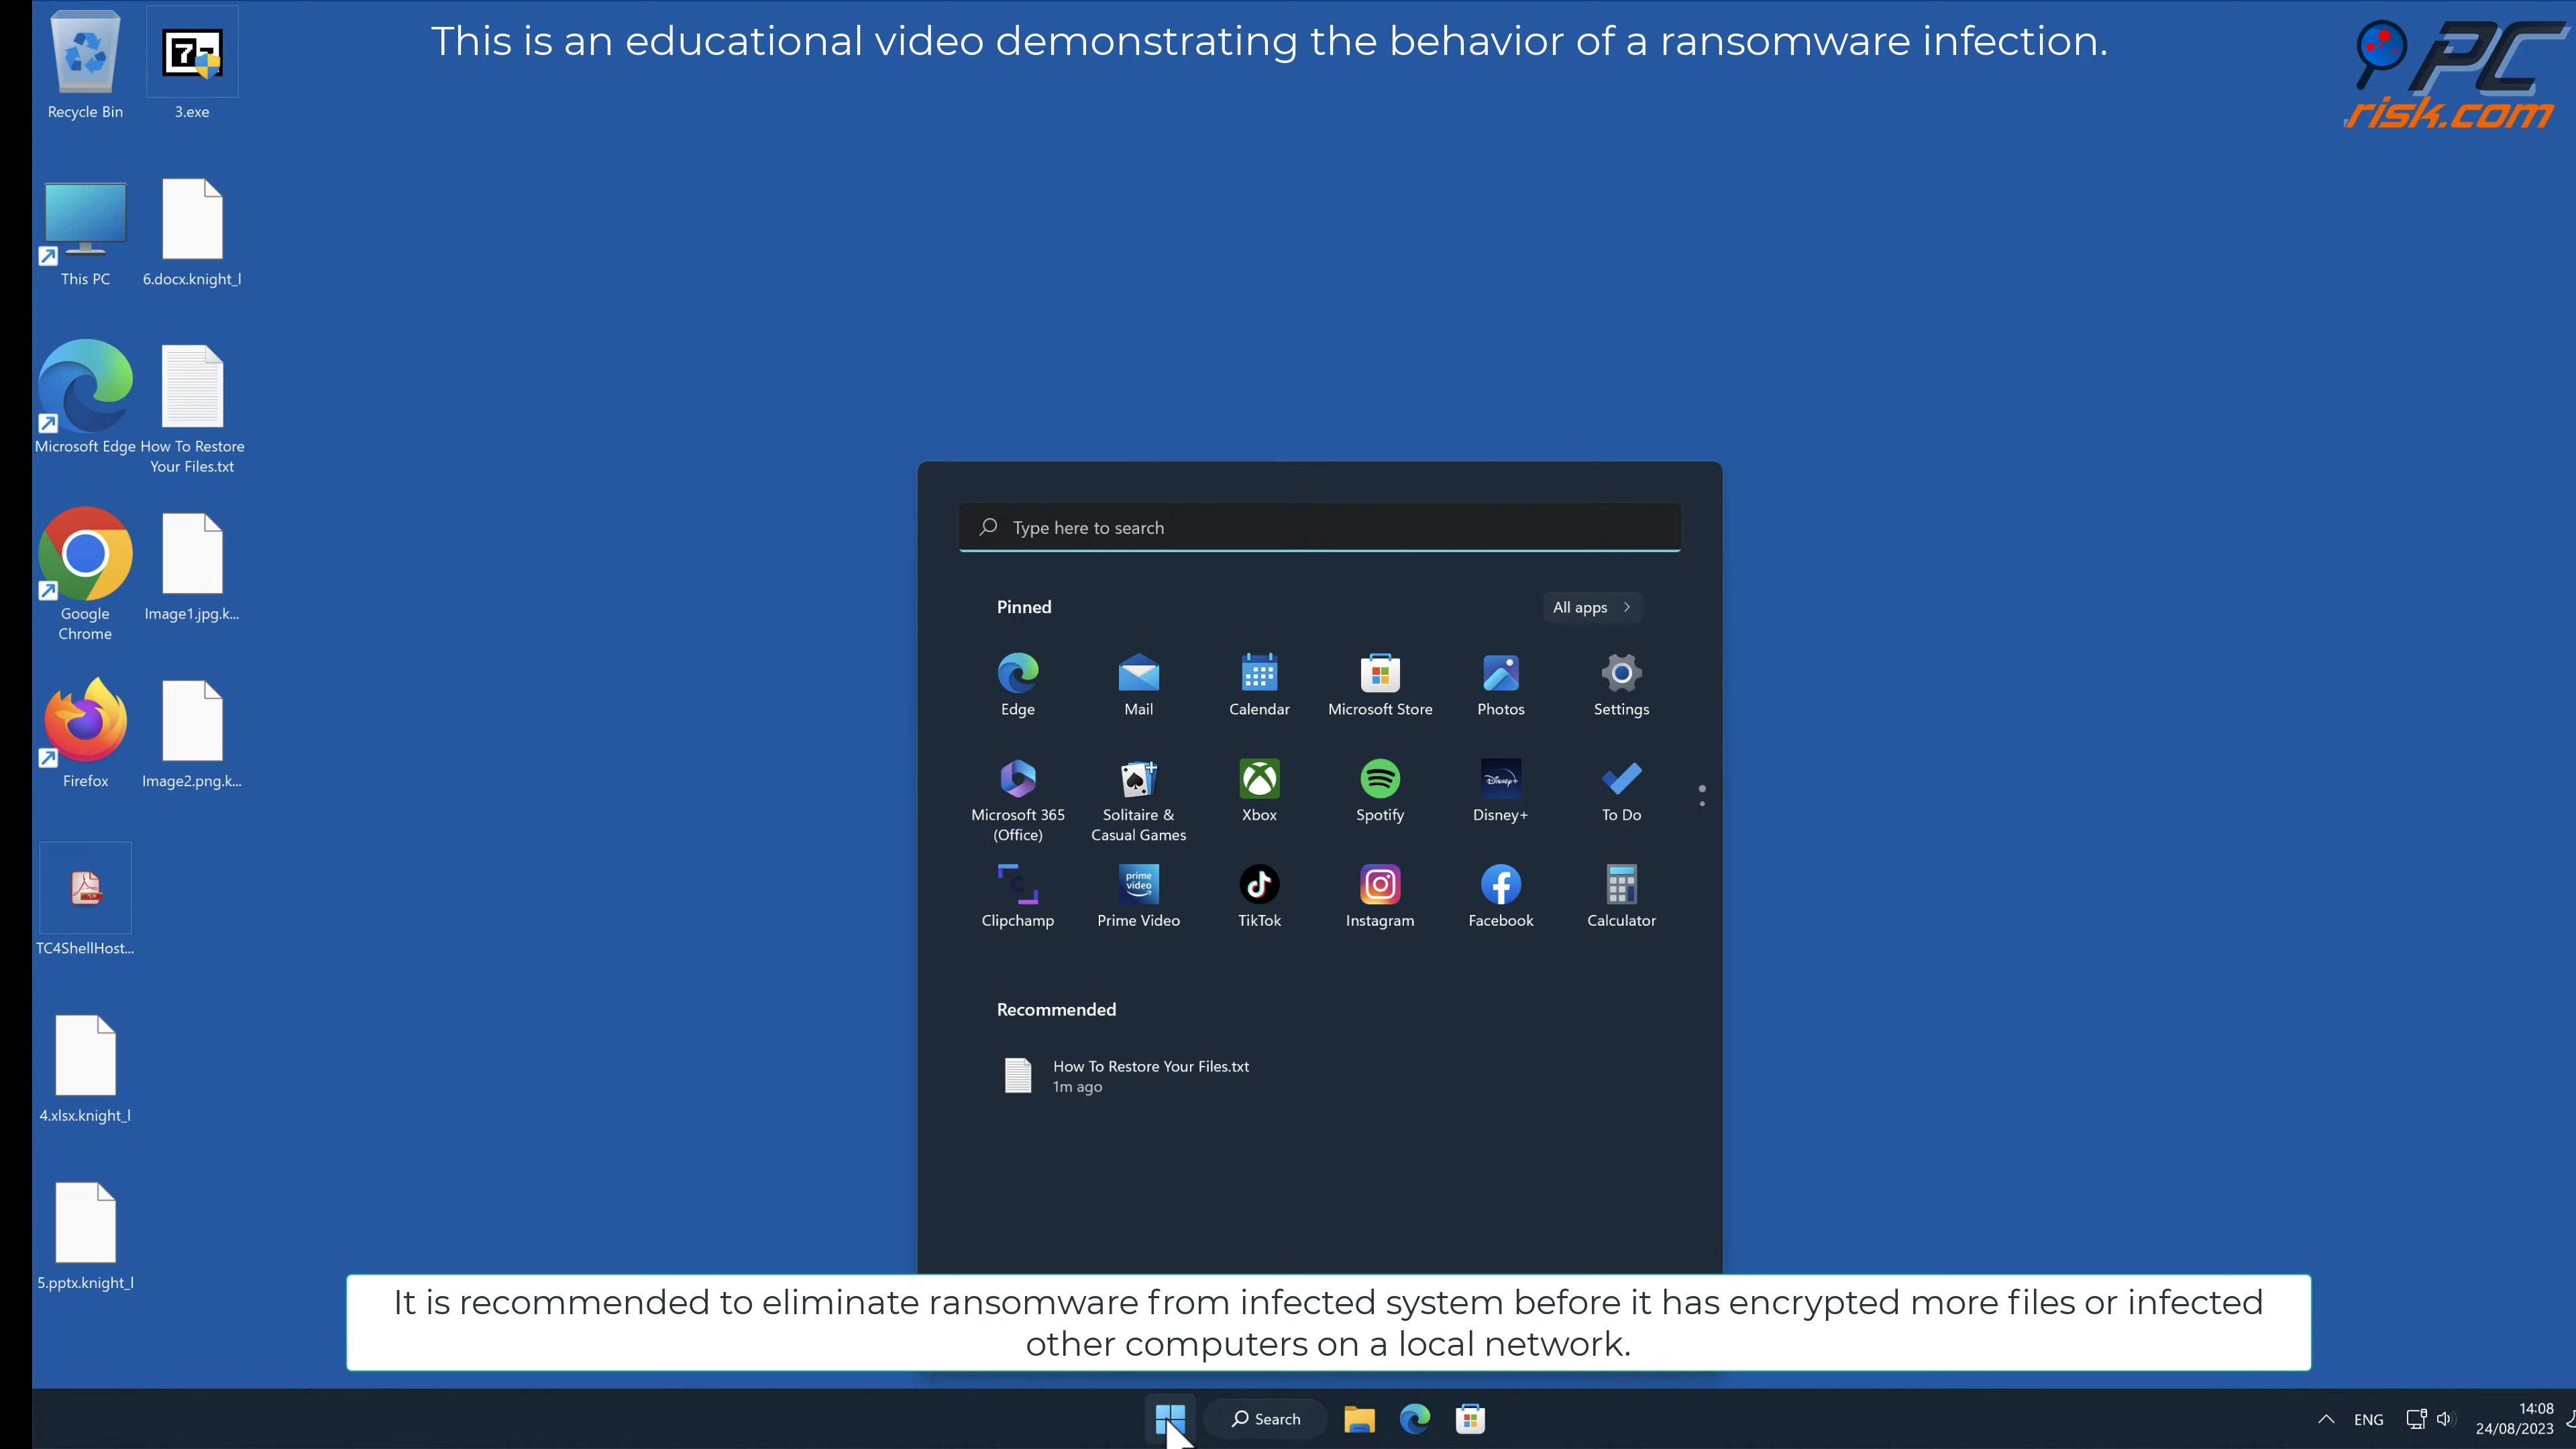 This is an educational video demonstrating the behavior of a ransomware infection.
PC
risk.com
Recycle Bin
3.exe
This PC
6.docx.knight_l
Microsoft Edge
How To Restore
Your Files.txt
Google
Chrome
Image1.jpg.k...
Firefox
Image2.png.k...
TC4ShellHost...
4.xlsx.knight_l
5.pptx.knight_l
Type here to search
Pinned
All apps
Edge
Mail
Calendar
Microsoft Store
Photos
Settings
Microsoft 365
(Office)
Solitaire &
Casual Games
Xbox
Spotify
Disney+
Disney+
To Do
prime
video
Clipchamp
Prime Video
TikTok
Instagram
Facebook
Calculator
Recommended
How To Restore Your Files.txt
1m ago
It is recommended to eliminate ransomware from infected system before it has encrypted more files or infected
other computers on a local network.
Search
ENG
14:08
24/08/2023